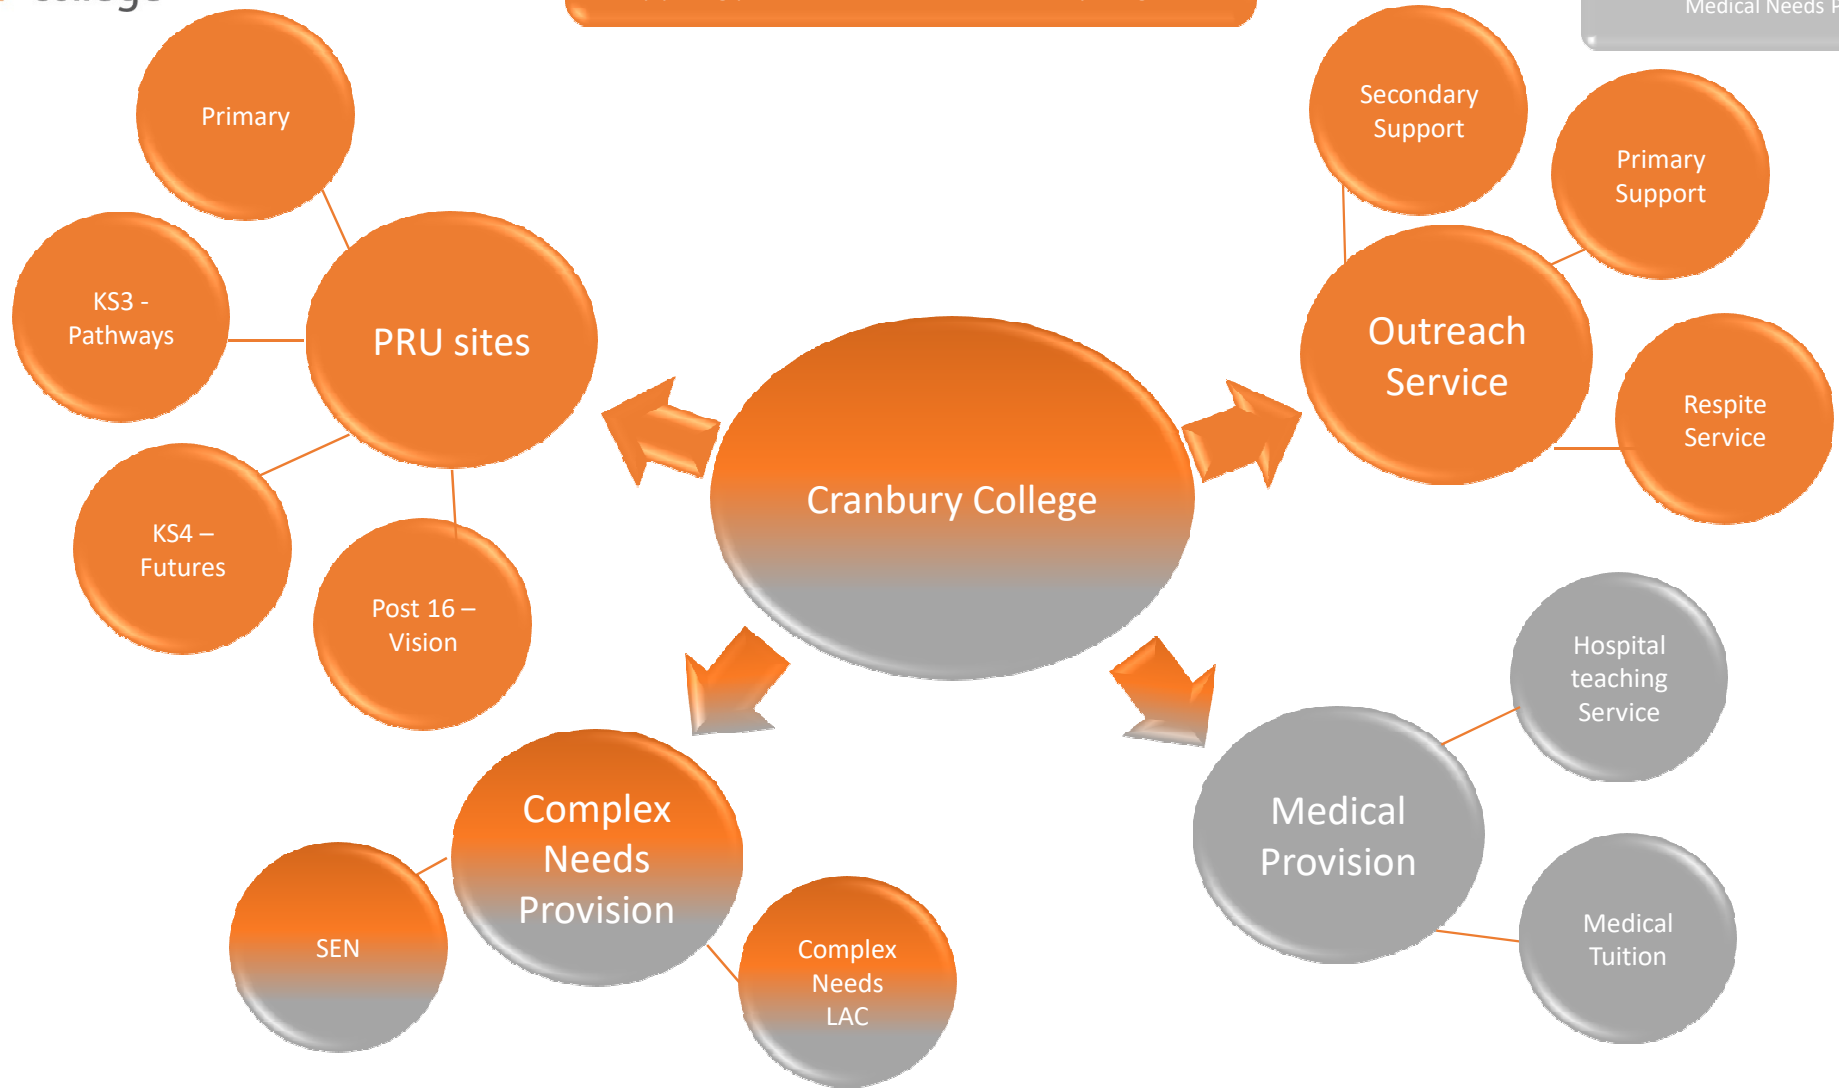 college
Medical Needs
Primary
Secondary
Support
Primary
Support
KS3 -
Pathways
PRU sites
Outreach
Service
Respite
Service
Cranbury College
KS4 –
Futures
Post 16 –
Vision
Hospital
teaching
Service
Complex
Needs
Provision
Medical
Provision
SEN
Complex
Needs
LAC
Medical
Tuition